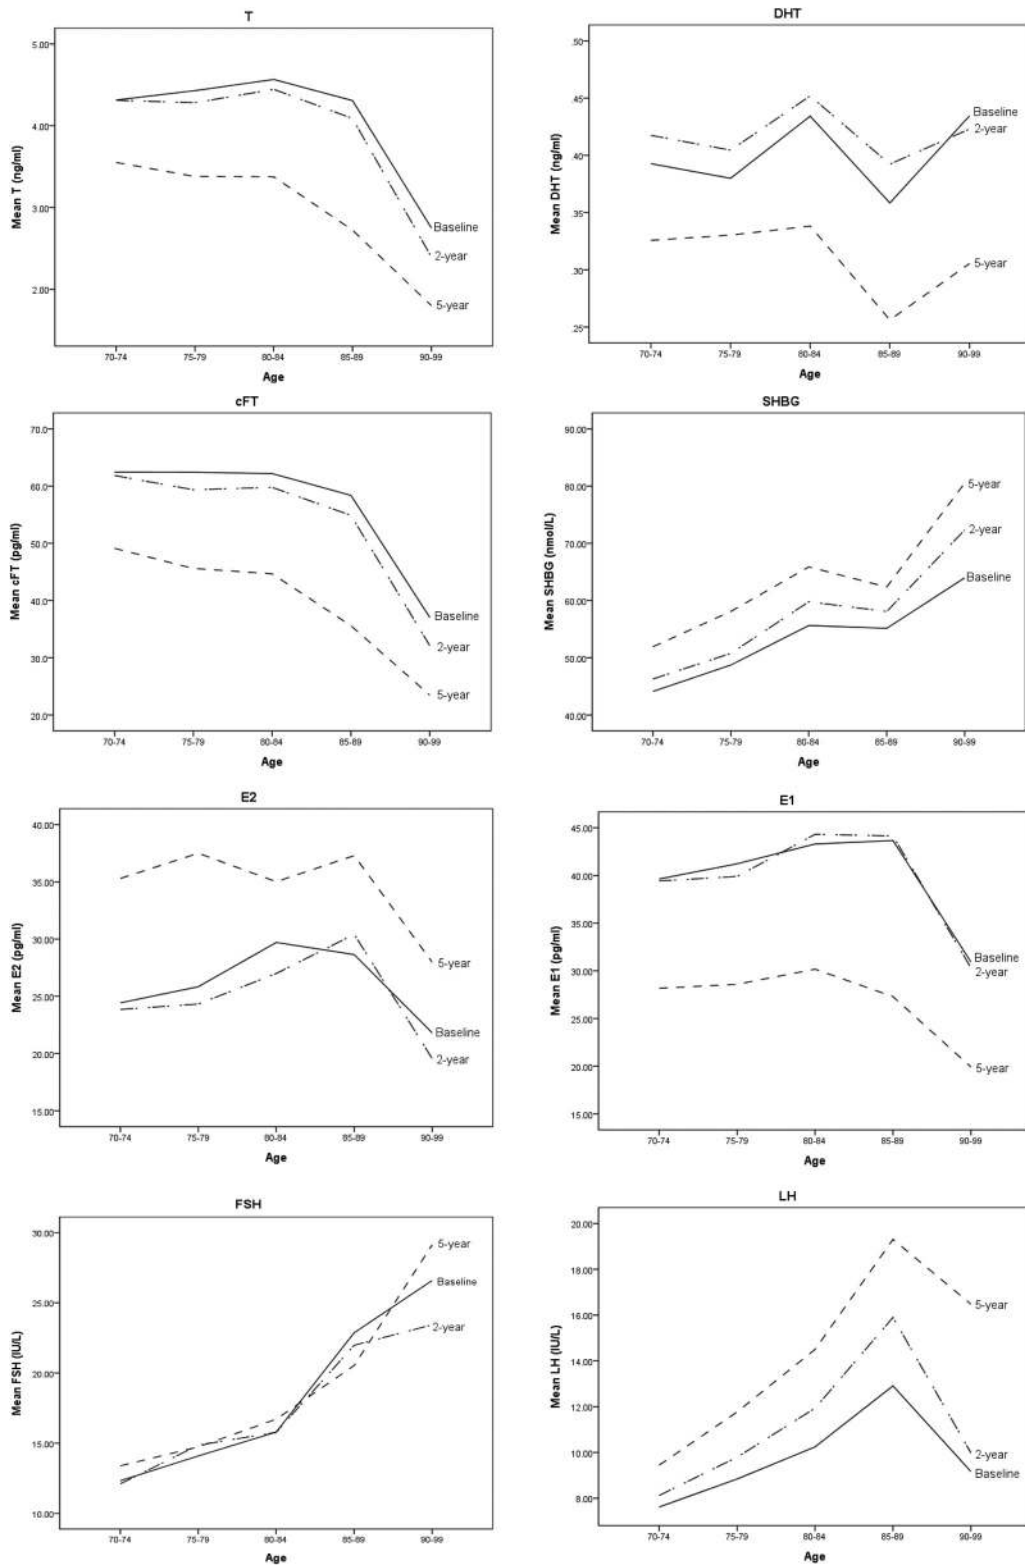 T
Mean T (ng/ml)
5.00
4.00
3.00
2.00
Baseline
2-year
5-year
70-74 75-79 80-84 85-89 90-99
Age
DHT
Mean DHT (ng/ml)
.50
.45
.40
.35
.30
.25
Baseline
2-year
5-year
70-74 75-79 80-84 85-89 90-99
Age
cFT
Mean cFT (pg/ml)
70.0
60.0
50.0
40.0
30.0
20.0
Baseline
2-year
5-year
70-74 75-79 80-84 85-89 90-99
Age
SHBG
Mean SHBG (nmol/L)
90.00
80.00
70.00
60.00
50.00
40.00
5-year
2-year
Baseline
70-74 75-79 80-84 85-89 90-99
Age
E2
Mean E2 (pg/ml)
40.00
35.00
30.00
25.00
20.00
15.00
5-year
Baseline
2-year
70-74 75-79 80-84 85-89 90-99
Age
E1
Mean E1 (pg/ml)
45.00
40.00
35.00
30.00
25.00
20.00
15.00
Baseline
2-year
5-year
70-74 75-79 80-84 85-89 90-99
Age
FSH
Mean FSH (IU/L)
30.00
25.00
20.00
15.00
10.00
5-year
Baseline
2-year
70-74 75-79 80-84 85-89 90-99
Age
LH
Mean LH (IU/L)
20.00
18.00
16.00
14.00
12.00
10.00
8.00
5-year
2-year
Baseline
70-74 75-79 80-84 85-89 90-99
Age